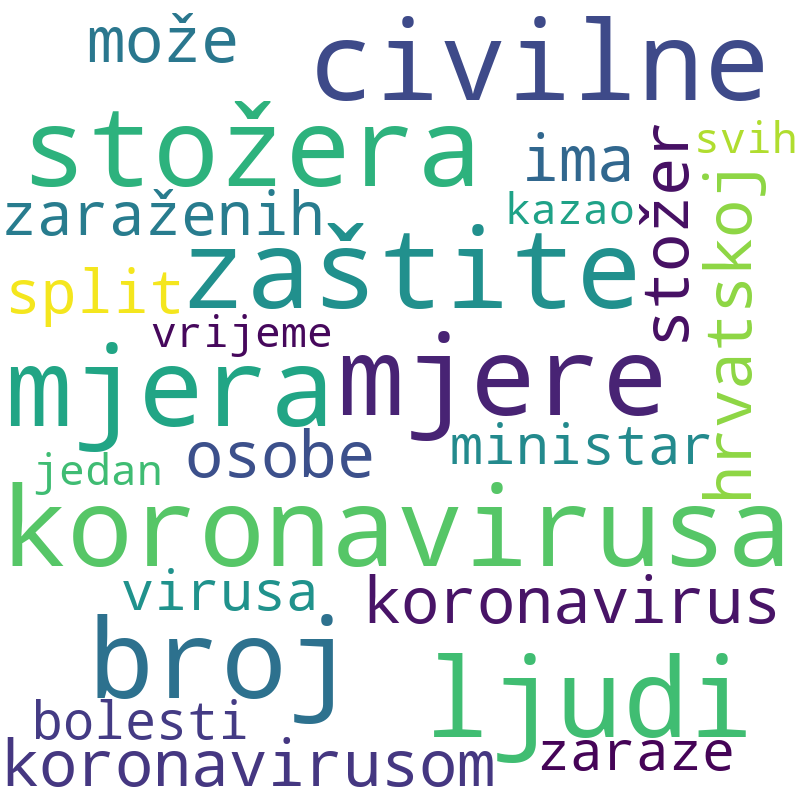 može
civilne
stožera
ima
svih
zaraženih
kazao
stožer
hrvatskoj
zaštite
split
vrijeme
mjera
mjere
osobe
ministar
jedan
koronavirusa
virusa
koronavirus
broj
ljudi
bolesti
zaraze
koronavirusom